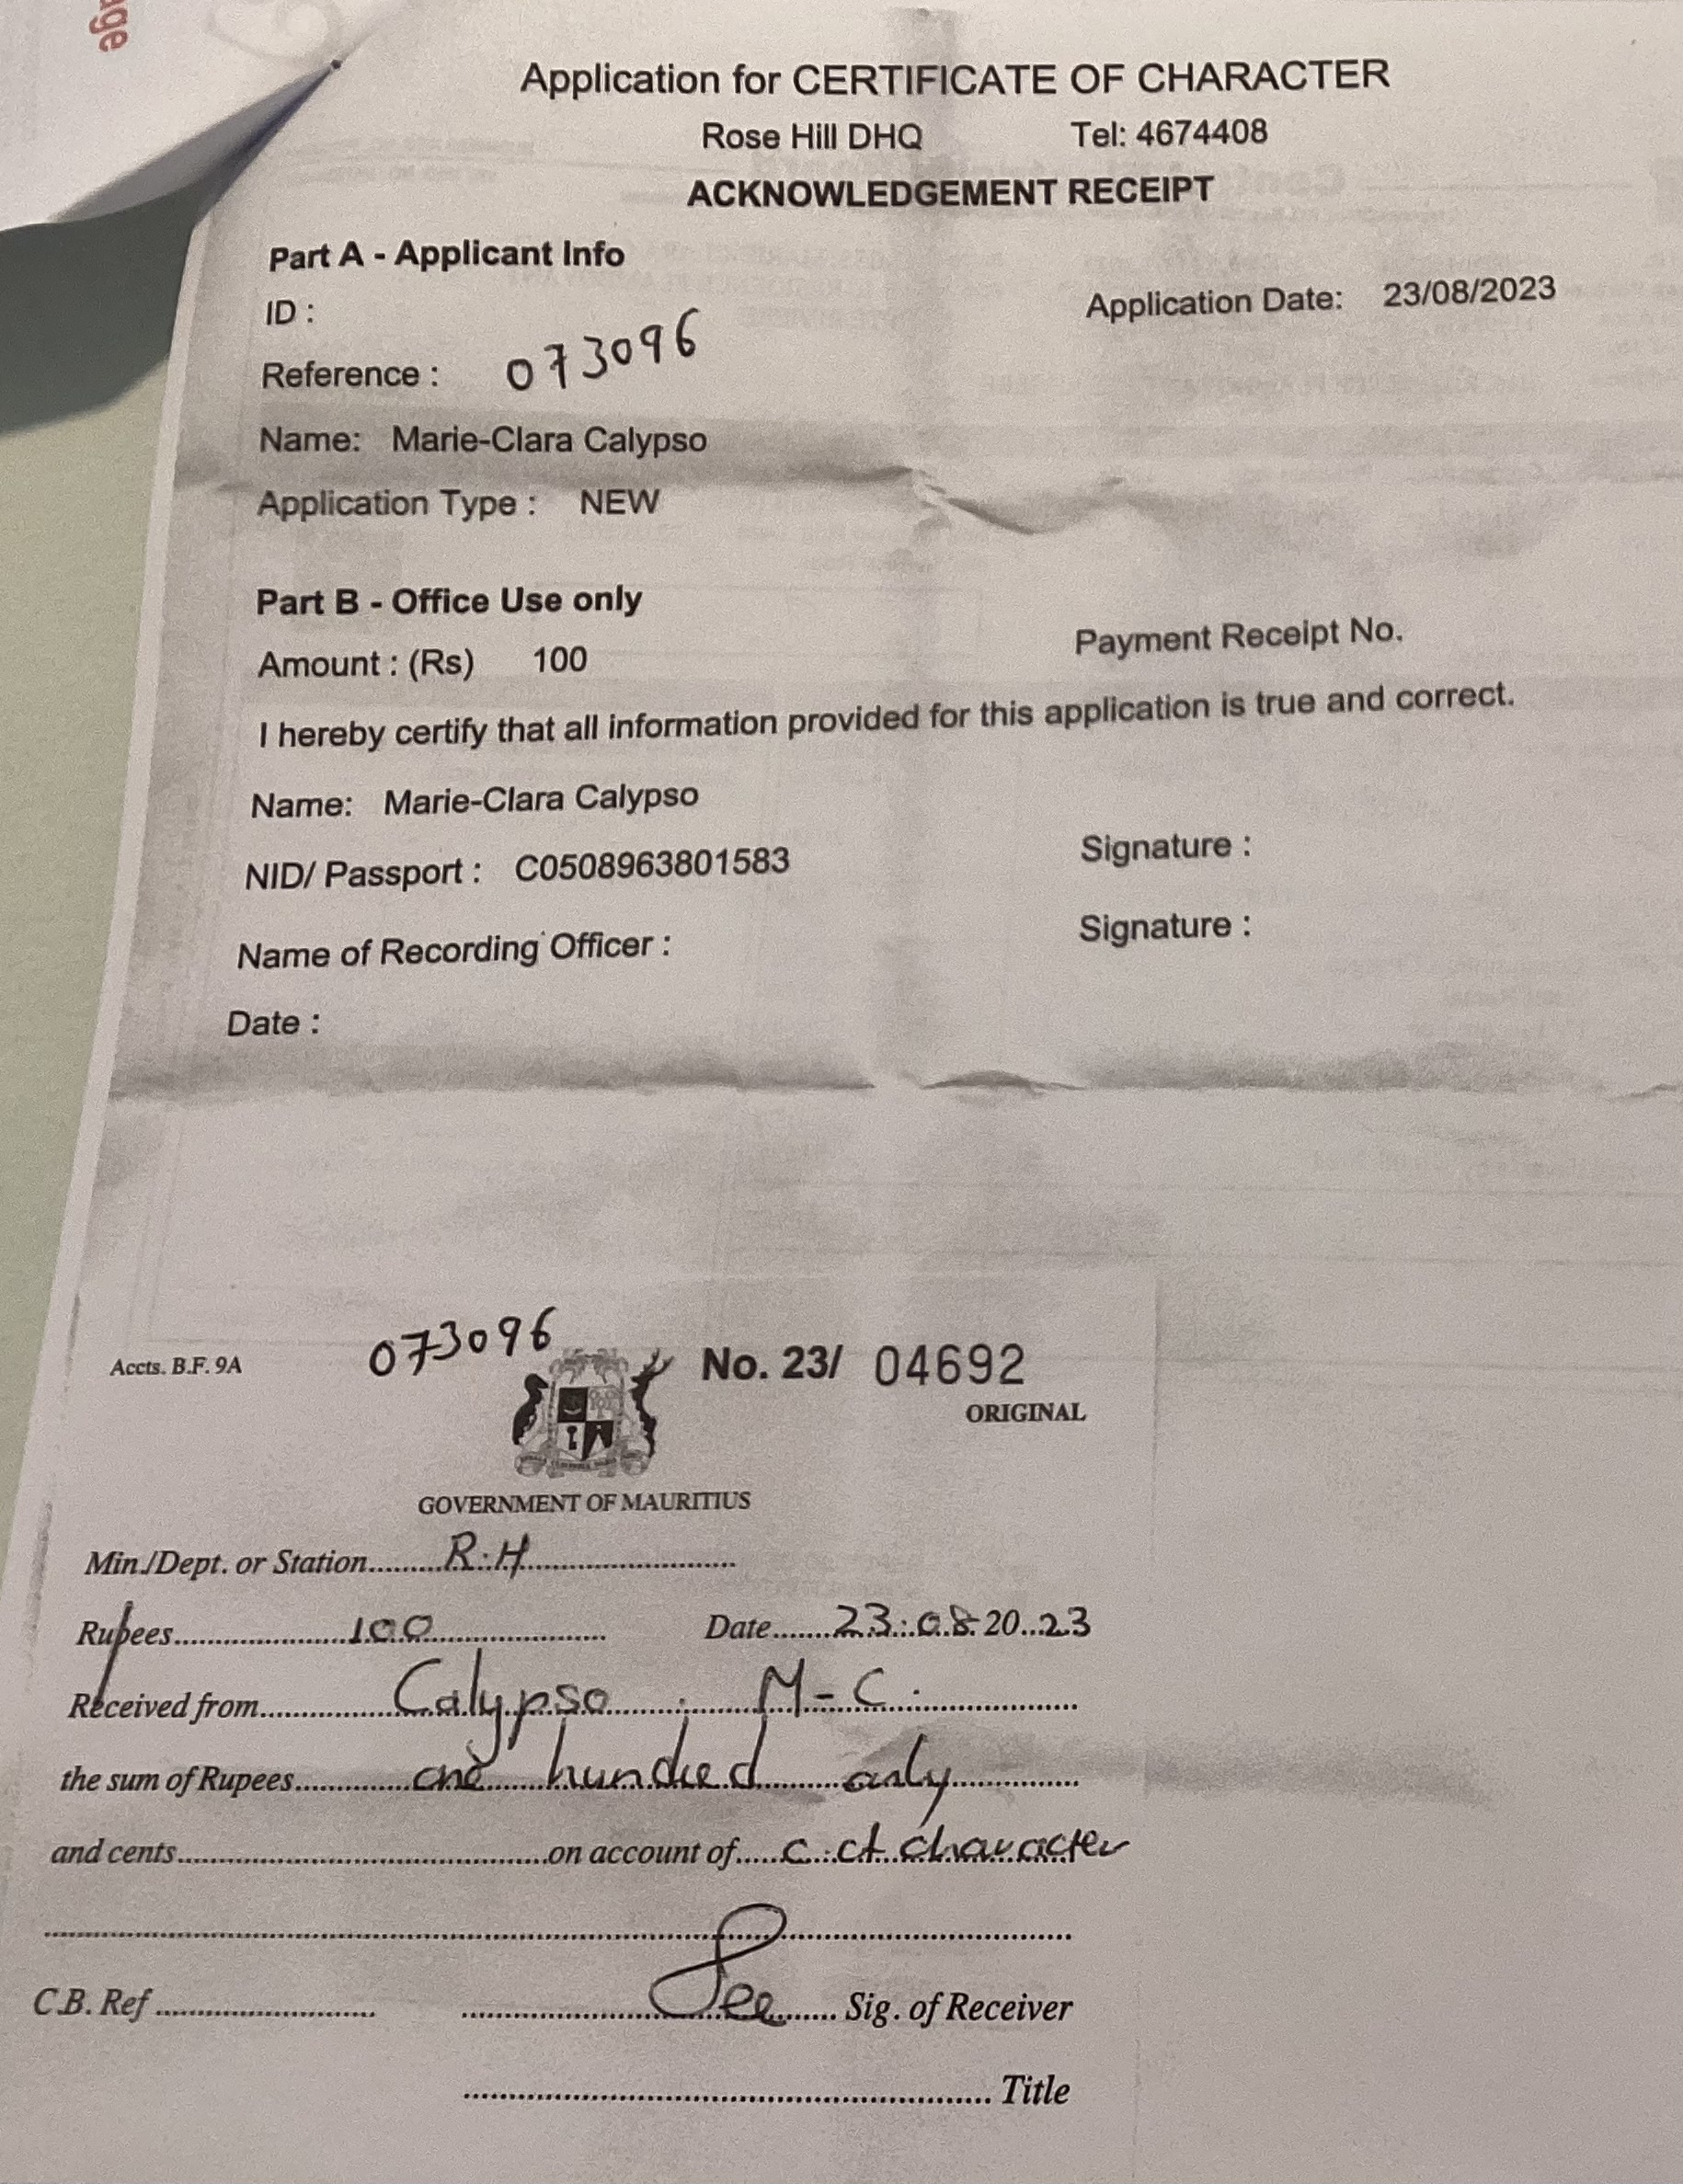 age
Application for CERTIFICATE OF CHARACTER
Rose Hill DHQ Tel: 4674408
ACKNOWLEDGEMENT RECEIPT
Part A - Applicant Info
ID :
Application Date: 23/08/2023
Reference : 073096
Name: Marie-Clara Calypso
Application Type : NEW
Part B - Office Use only
Amount : (Rs) 100 Payment Receipt No.
I hereby certify that all information provided for this application is true and correct.
Name: Marie-Clara Calypso
NID/ Passport : C0508963801583 Signature :
Name of Recording Officer : Signature :
Date :
Accts. B.F. 9A 073096 No. 23/ 04692
ORIGINAL
GOVERNMENT OF MAURITIUS
Min./Dept. or Station R.H
Rupees 100 Date 23.08.2023
Received from Calypso . M-C.
the sum of Rupees one hundred only
and cents on account of c.ct character
C.B. Ref Sig. of Receiver
Title